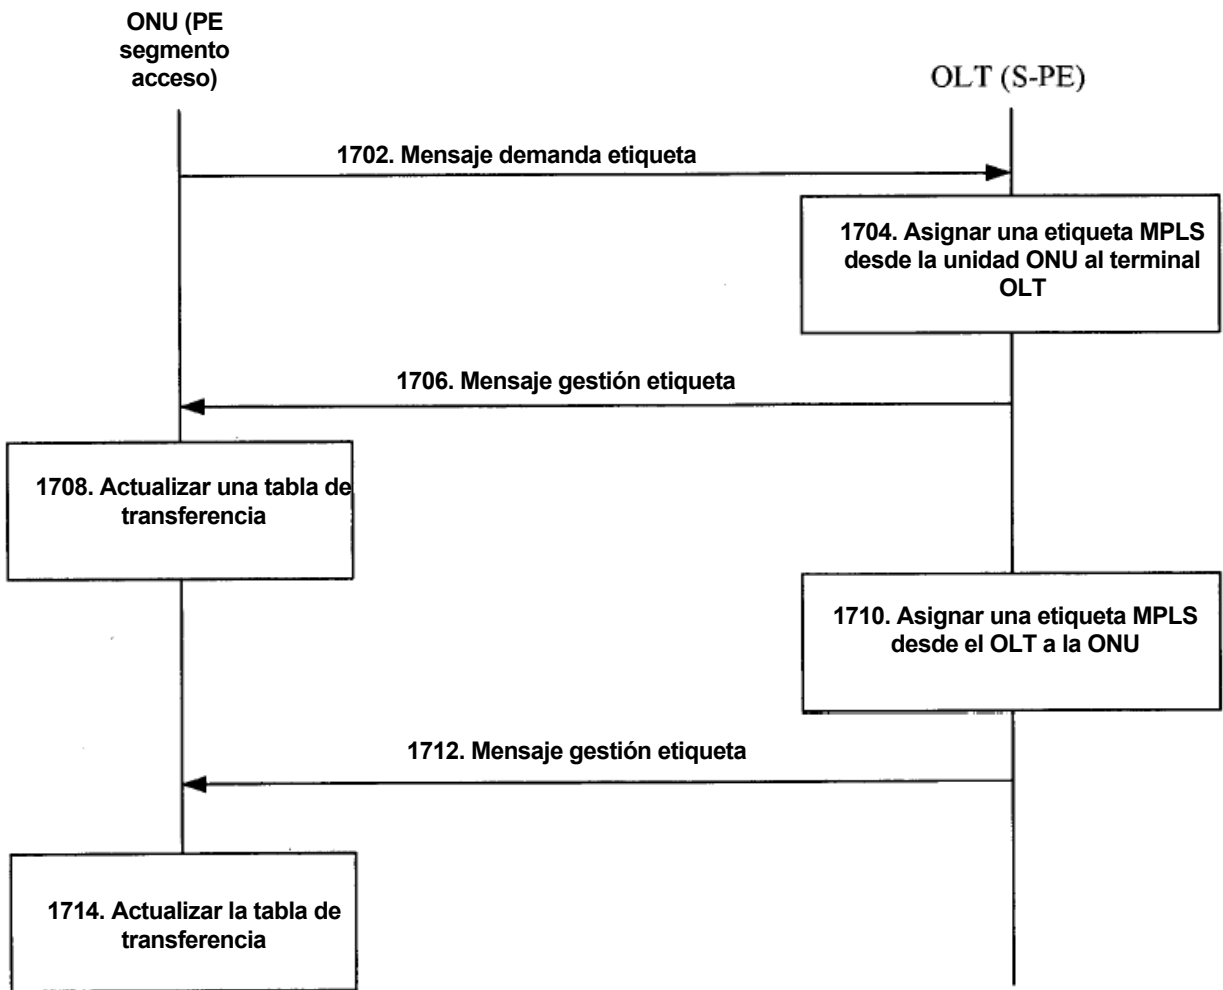 ONU (PE
segmento
acceso)
OLT (S-PE)
1702. Mensaje demanda etiqueta
1704. Asignar una etiqueta MPLS
desde la unidad ONU al terminal
OLT
1706. Mensaje gestión etiqueta
1708. Actualizar una tabla de
transferencia
1710. Asignar una etiqueta MPLS
desde el OLT a la ONU
1712. Mensaje gestión etiqueta
1714. Actualizar la tabla de
transferencia